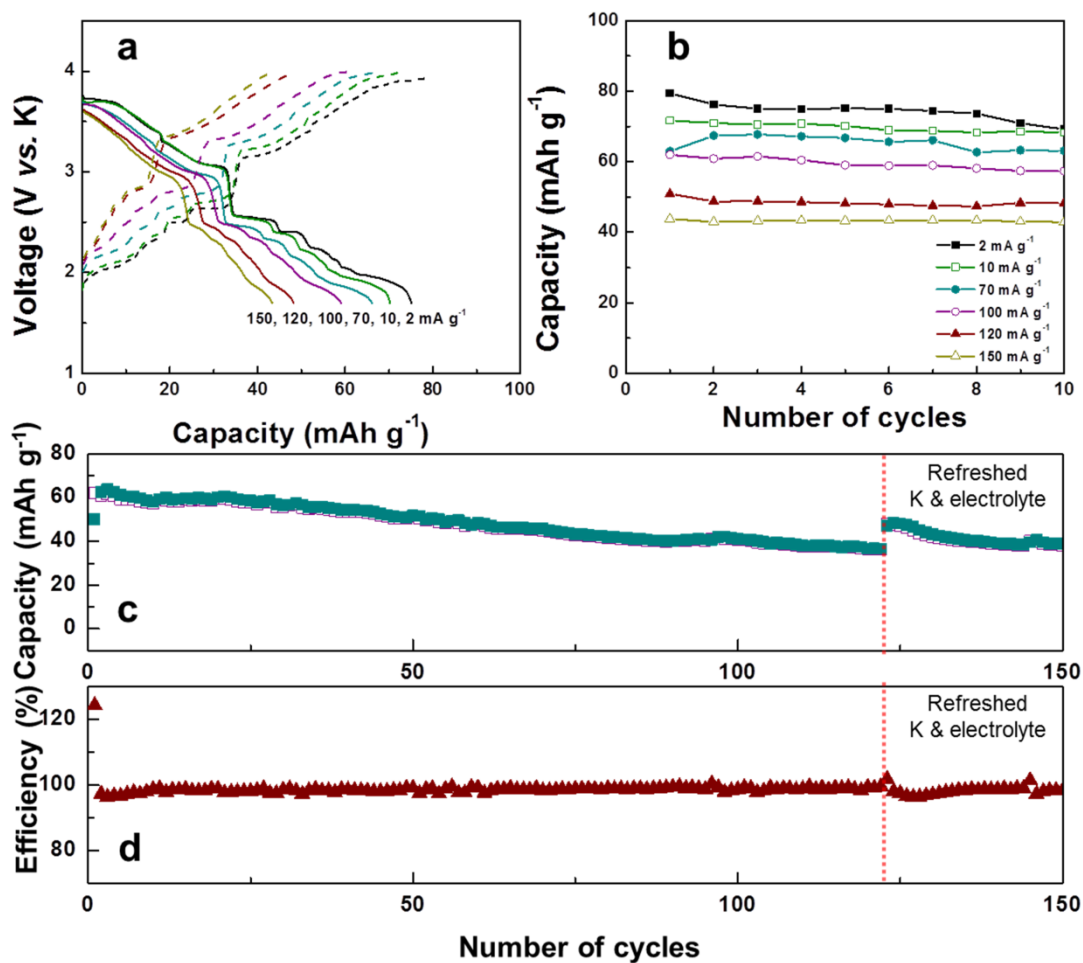 a
Voltage (V vs. K)
4
3
2
1
150, 120, 100, 70, 10, 2 mA g⁻¹
0 20 40 60 80 100
Capacity (mAh g⁻¹)
b
Capacity (mAh g⁻¹)
100
80
60
40
20
0
2 mA g⁻¹
10 mA g⁻¹
70 mA g⁻¹
100 mA g⁻¹
120 mA g⁻¹
150 mA g⁻¹
0 2 4 6 8 10
Number of cycles
Capacity (mAh g⁻¹)
80
60
40
20
0
c
Refreshed
K & electrolyte
0 50 100 150
Efficiency (%)
120
100
80
d
Refreshed
K & electrolyte
0 50 100 150
Number of cycles